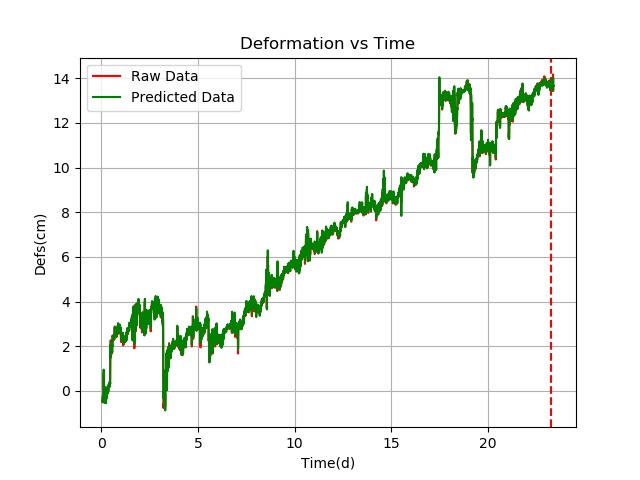 Deformation vs Time
Raw Data
Predicted Data
Defs(cm)
14
12
10
8
6
4
2
0
0 5 10 15 20
Time(d)